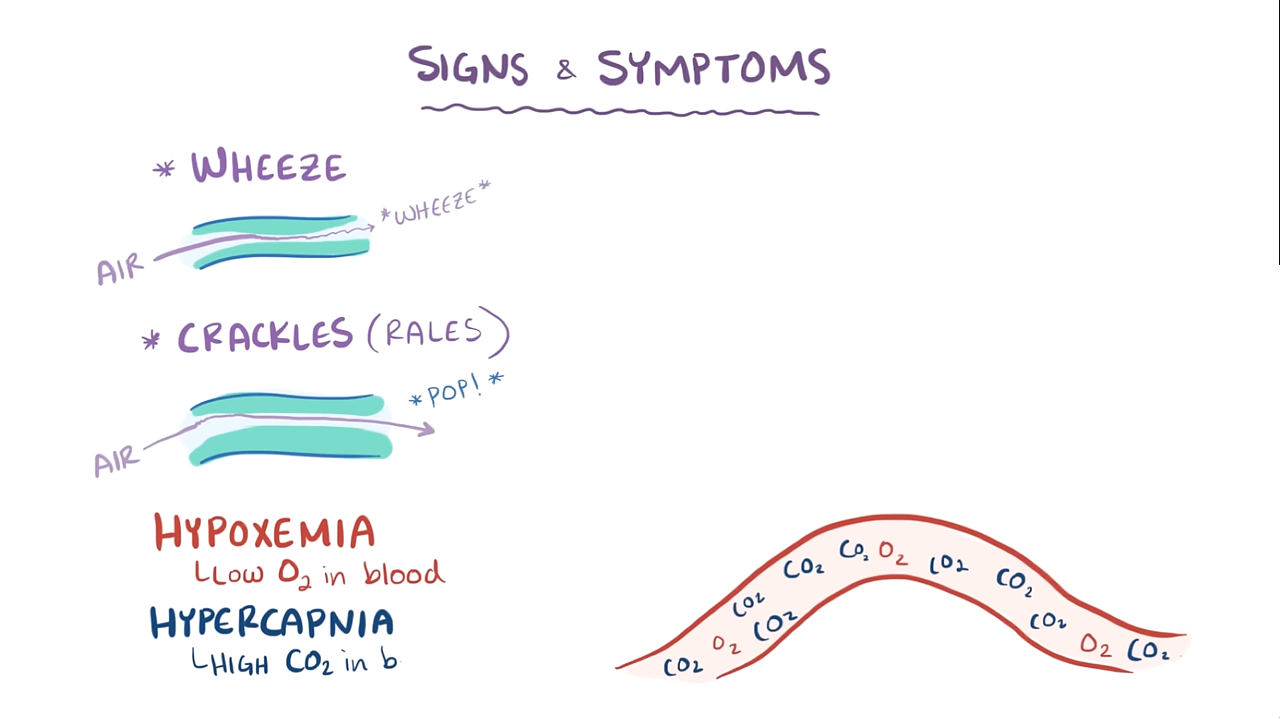 SIGNS & SYMPTOMS
* WHEEZE
*WHEEZE*
AIR
* CRACKLES (RALES)
*POP!*
AIR
HYPOXEMIA
LOW O₂ in blood
HYPERCAPNIA
HIGH CO₂ in b
CO₂ CO₂ O₂ CO₂ CO₂
CO₂ CO₂ CO₂
O₂ O₂ CO₂
CO₂